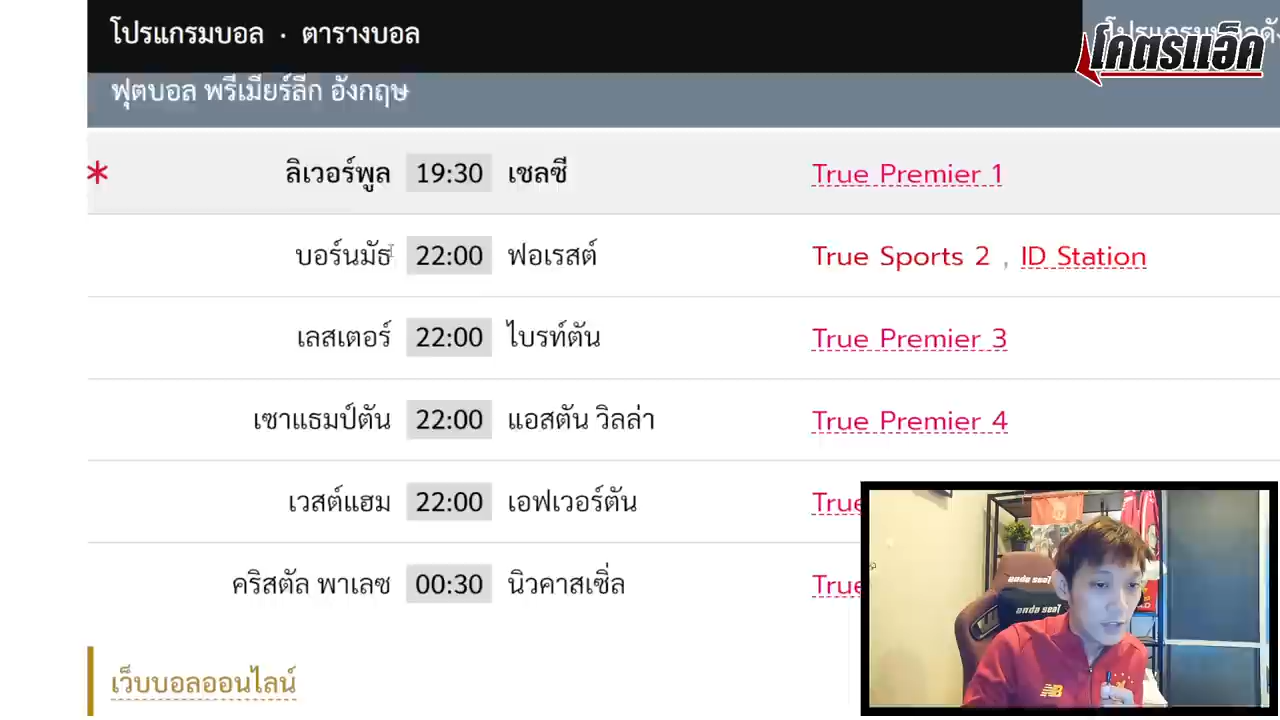 โปรแกรมบอล · ตารางบอล
โคตรแอ็ค
ฟุตบอล พรีเมียร์ลีก อังกฤษ
* ลิเวอร์พูล 19:30 เชลซี True Premier 1
บอร์นมัธ 22:00 ฟอเรสต์ True Sports 2 , ID Station
เลสเตอร์ 22:00 ไบรท์ตัน True Premier 3
เซาแธมป์ตัน 22:00 แอสตัน วิลล่า True Premier 4
เวสต์แฮม 22:00 เอฟเวอร์ตัน
คริสตัล พาเลซ 00:30 นิวคาสเซิ่ล
เว็บบอลออนไลน์
anda seat
anda seat